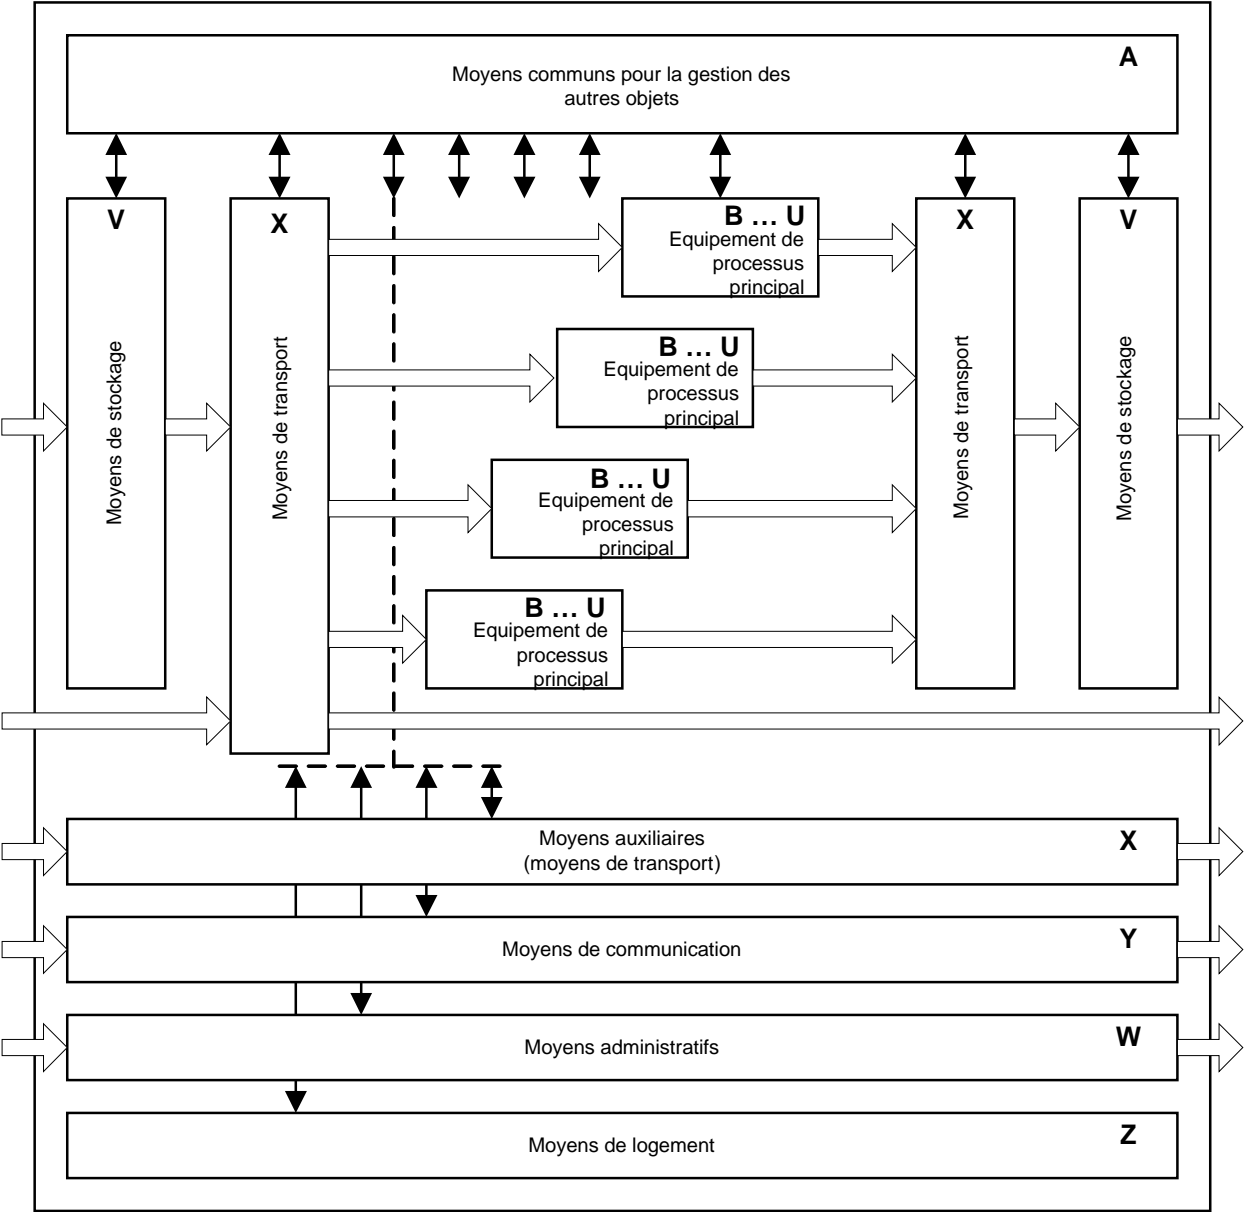 A
Moyens communs pour la gestion des
autres objets
V
Moyens de stockage
X
Moyens de transport
B ... U
Equipement de
processus
principal
B ... U
Equipement de
processus
principal
B ... U
Equipement de
processus
principal
B ... U
Equipement de
processus
principal
X
Moyens de transport
V
Moyens de stockage
Moyens auxiliaires
(moyens de transport)
X
Moyens de communication
Y
Moyens administratifs
W
Moyens de logement
Z